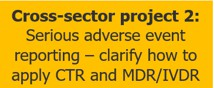 Cross-sector project 2:
Serious adverse event
reporting – clarify how to
apply CTR and MDR/IVDR